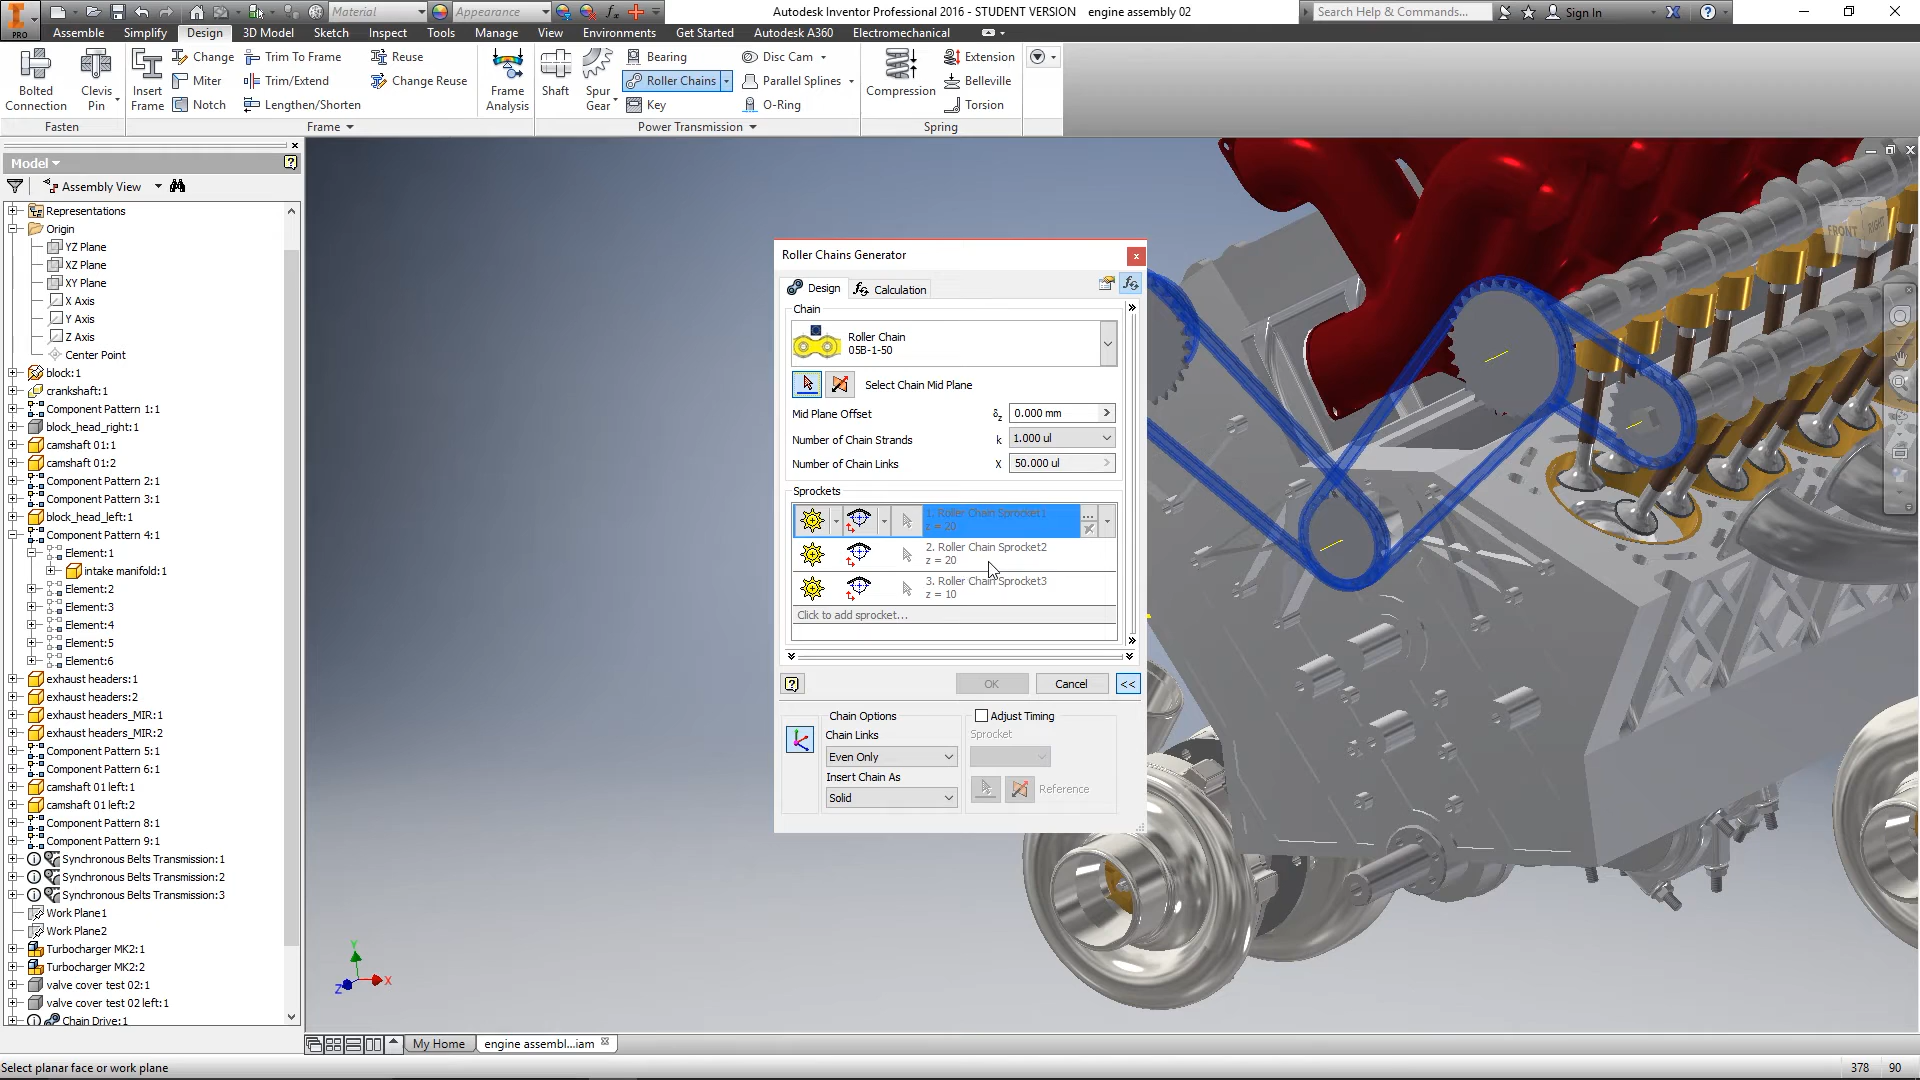 Material
Appearance
Autodesk Inventor Professional 2016 - STUDENT VERSION engine assembly 02
Search Help & Commands...
Sign In
PRO
Assemble
Simplify
Design
3D Model
Sketch
Inspect
Tools
Manage
View
Environments
Get Started
Autodesk A360
Electromechanical
Bolted Connection
Clevis Pin
Insert Frame
Change
Miter
Notch
Trim To Frame
Trim/Extend
Lengthen/Shorten
Reuse
Change Reuse
Frame Analysis
Shaft
Spur Gear
Bearing
Roller Chains
Key
Disc Cam
Parallel Splines
O-Ring
Compression
Extension
Belleville
Torsion
Fasten
Frame
Power Transmission
Spring
Model
Assembly View
Representations
Origin
YZ Plane
XZ Plane
XY Plane
X Axis
Y Axis
Z Axis
Center Point
block:1
crankshaft:1
Component Pattern 1:1
block_head_right:1
camshaft 01:1
camshaft 01:2
Component Pattern 2:1
Component Pattern 3:1
block_head_left:1
Component Pattern 4:1
Element:1
intake manifold:1
Element:2
Element:3
Element:4
Element:5
Element:6
exhaust headers:1
exhaust headers:2
exhaust headers_MIR:1
exhaust headers_MIR:2
Component Pattern 5:1
Component Pattern 6:1
camshaft 01 left:1
camshaft 01 left:2
Component Pattern 8:1
Component Pattern 9:1
Synchronous Belts Transmission:1
Synchronous Belts Transmission:2
Synchronous Belts Transmission:3
Work Plane1
Work Plane2
Turbocharger MK2:1
Turbocharger MK2:2
valve cover test 02:1
valve cover test 02 left:1
Chain Drive:1
Roller Chains Generator
Design
Calculation
Chain
Roller Chain
05B-1-50
Select Chain Mid Plane
Mid Plane Offset δz 0.000 mm
Number of Chain Strands k 1.000 ul
Number of Chain Links X 50.000 ul
Sprockets
1. Roller Chain Sprocket1
z = 20
2. Roller Chain Sprocket2
z = 20
3. Roller Chain Sprocket3
z = 10
Click to add sprocket...
OK
Cancel
<<
Chain Options
Chain Links
Even Only
Insert Chain As
Solid
Adjust Timing
Sprocket
Reference
FRONT
RIGHT
Y
X
Z
My Home
engine assembl...iam
Select planar face or work plane
378
90